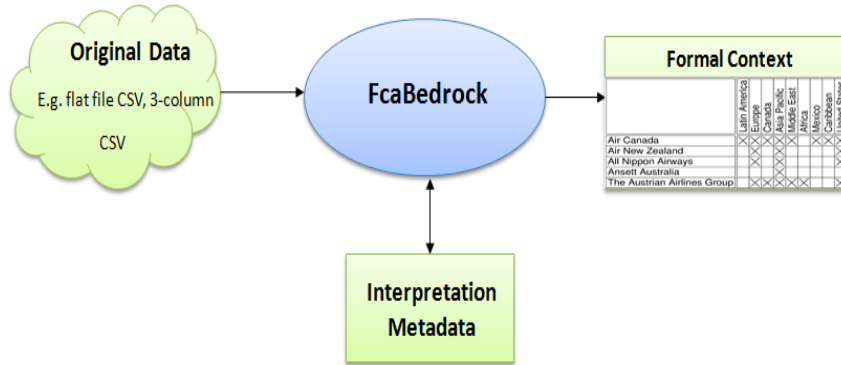 Original Data
E.g. flat file CSV, 3-column
CSV
FcaBedrock
Interpretation
Metadata
Formal Context
Latin America
Europe
Canada
Asia Pacific
Middle East
Africa
Mexico
Caribbean
United States
Air Canada
Air New Zealand
All Nippon Airways
Ansett Australia
The Austrian Airlines Group